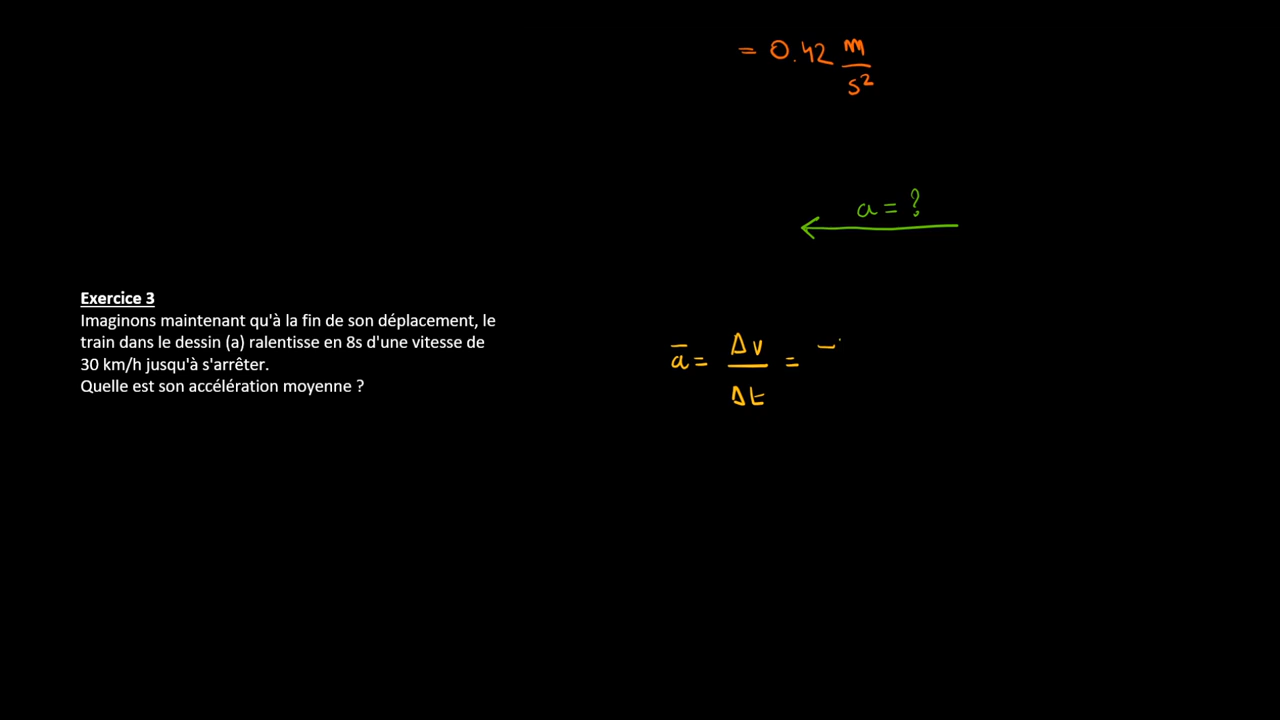 = 0.42 m/s²
a = ?
Exercice 3
Imaginons maintenant qu'à la fin de son déplacement, le
train dans le dessin (a) ralentisse en 8s d'une vitesse de
30 km/h jusqu'à s'arrêter.
Quelle est son accélération moyenne ?
a̅ = Δv/Δt = –